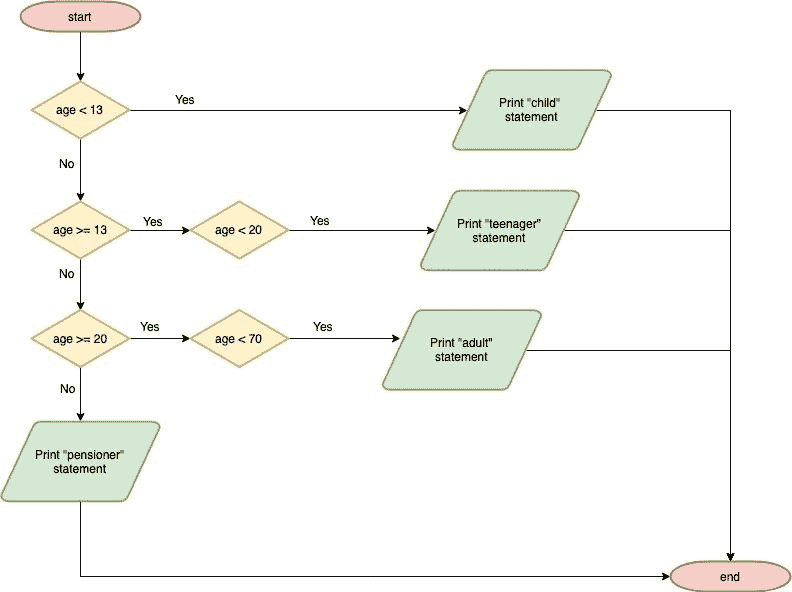 start
age < 13
Yes
Print "child"
statement
No
age >= 13
Yes
age < 20
Yes
Print "teenager"
statement
No
age >= 20
Yes
age < 70
Yes
Print "adult"
statement
No
Print "pensioner"
statement
end